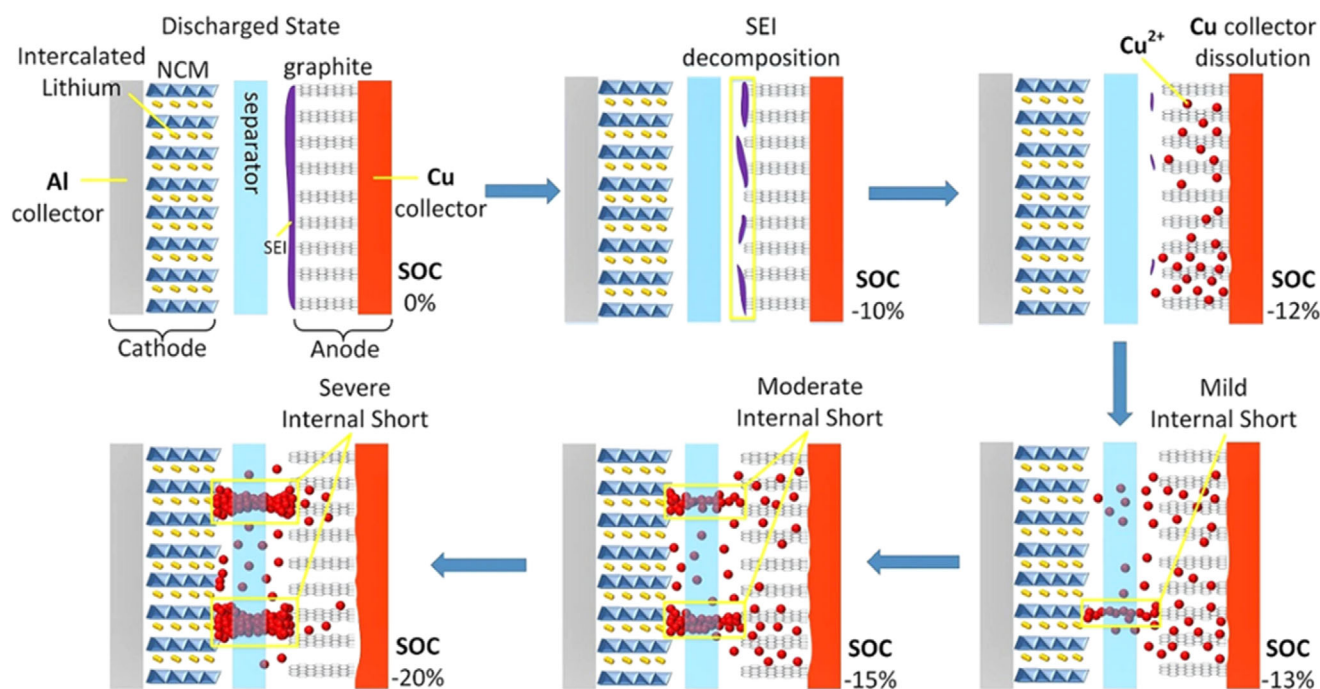 Discharged State
Intercalated
Lithium
NCM
graphite
separator
Al
collector
SEI
Cu
collector
SOC
0%
Cathode
Anode
SEI
decomposition
SOC
-10%
Cu²⁺
Cu collector
dissolution
SOC
-12%
Severe
Internal Short
SOC
-20%
Moderate
Internal Short
SOC
-15%
Mild
Internal Short
SOC
-13%